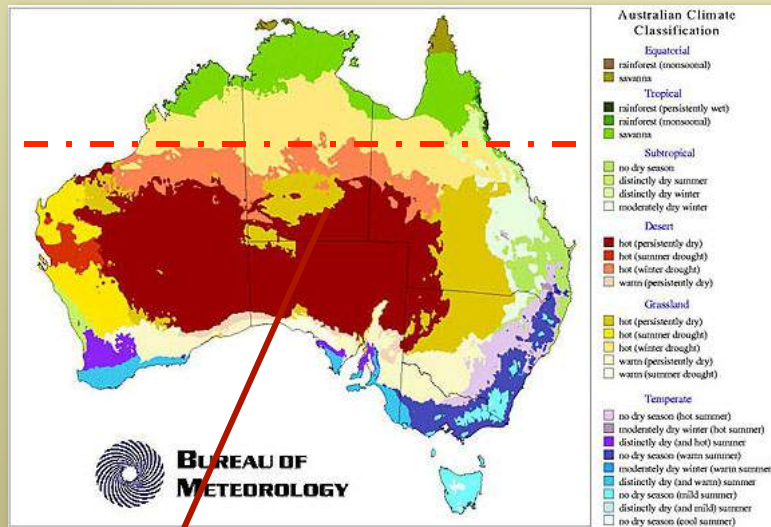 Australian Climate
Classification
Equatorial
rainforest (monsoonal)
savanna
Tropical
rainforest (persistently wet)
rainforest (monsoonal)
savanna
Subtropical
no dry season
distinctly dry summer
distinctly dry winter
moderately dry winter
Desert
hot (persistently dry)
hot (summer drought)
hot (winter drought)
warm (persistently dry)
Grassland
hot (persistently dry)
hot (summer drought)
hot (winter drought)
warm (persistently dry)
warm (summer drought)
Temperate
no dry season (hot summer)
moderately dry winter (hot summer)
distinctly dry (and hot) summer
no dry season (warm summer)
moderately dry winter (warm summer)
distinctly dry (and warm) summer
no dry season (mild summer)
distinctly dry (and mild) summer
no dry season (cool summer)
BUREAU OF
METEOROLOGY